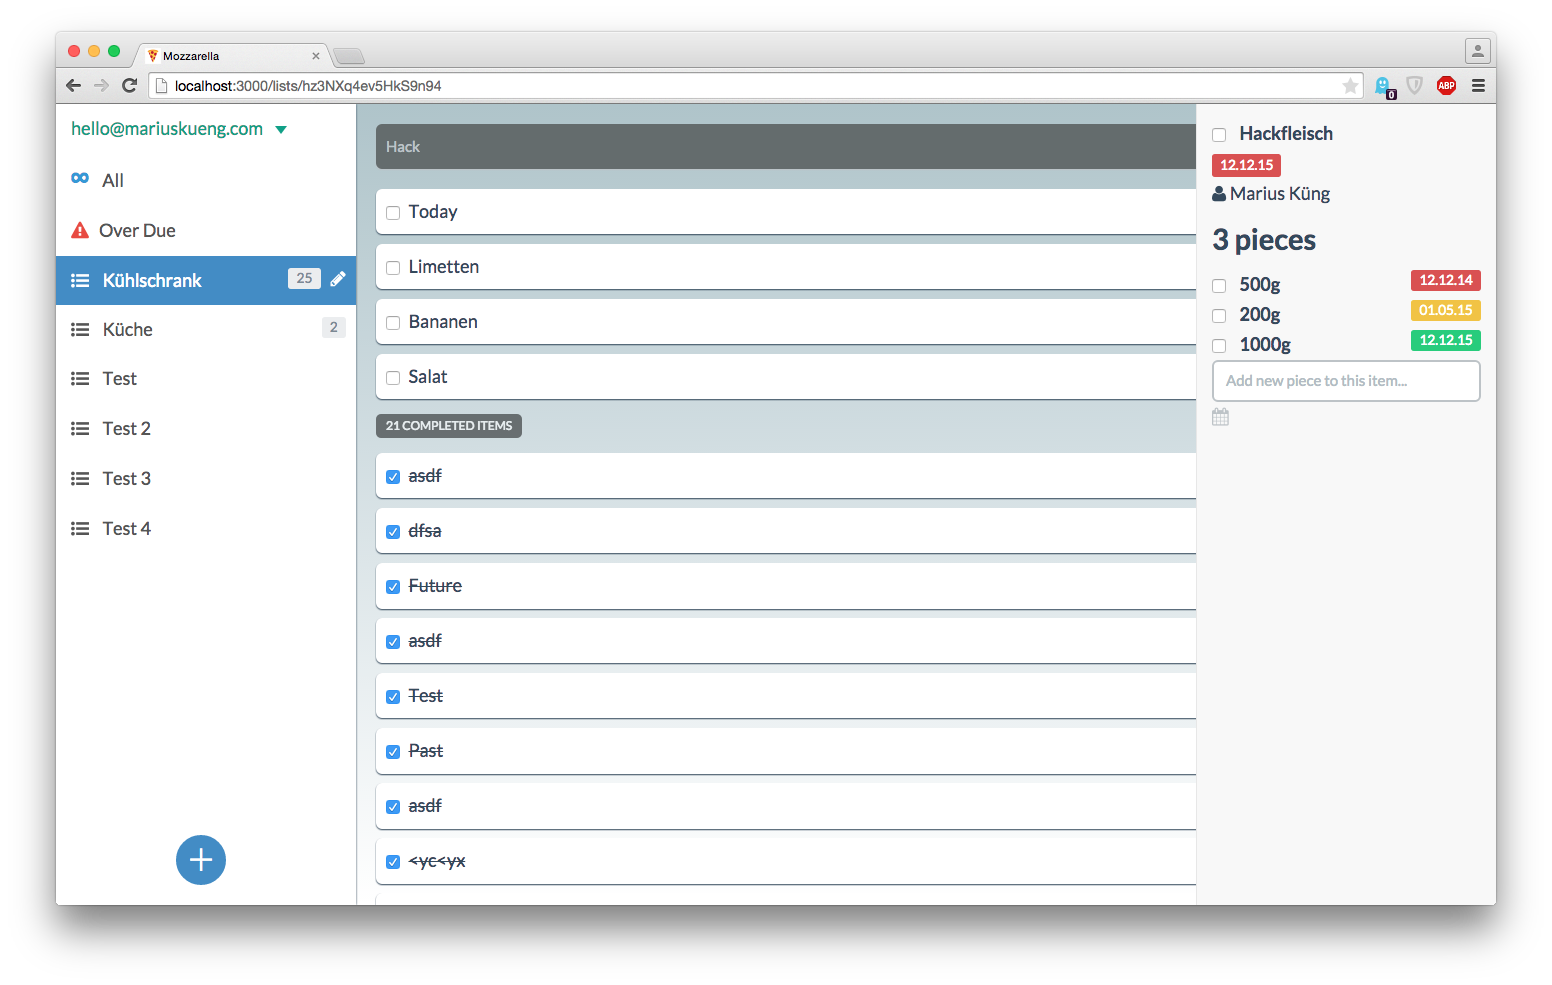 Mozzarella
localhost:3000/lists/hz3NXq4ev5HkS9n94
0
ABP
hello@mariuskueng.com
All
Over Due
Kühlschrank 25
Küche 2
Test
Test 2
Test 3
Test 4
Hack
Today
Limetten
Bananen
Salat
21 COMPLETED ITEMS
asdf
dfsa
Future
asdf
Test
Past
asdf
<yc<yx
Hackfleisch
12.12.15
Marius Küng
3 pieces
500g 12.12.14
200g 01.05.15
1000g 12.12.15
Add new piece to this item...